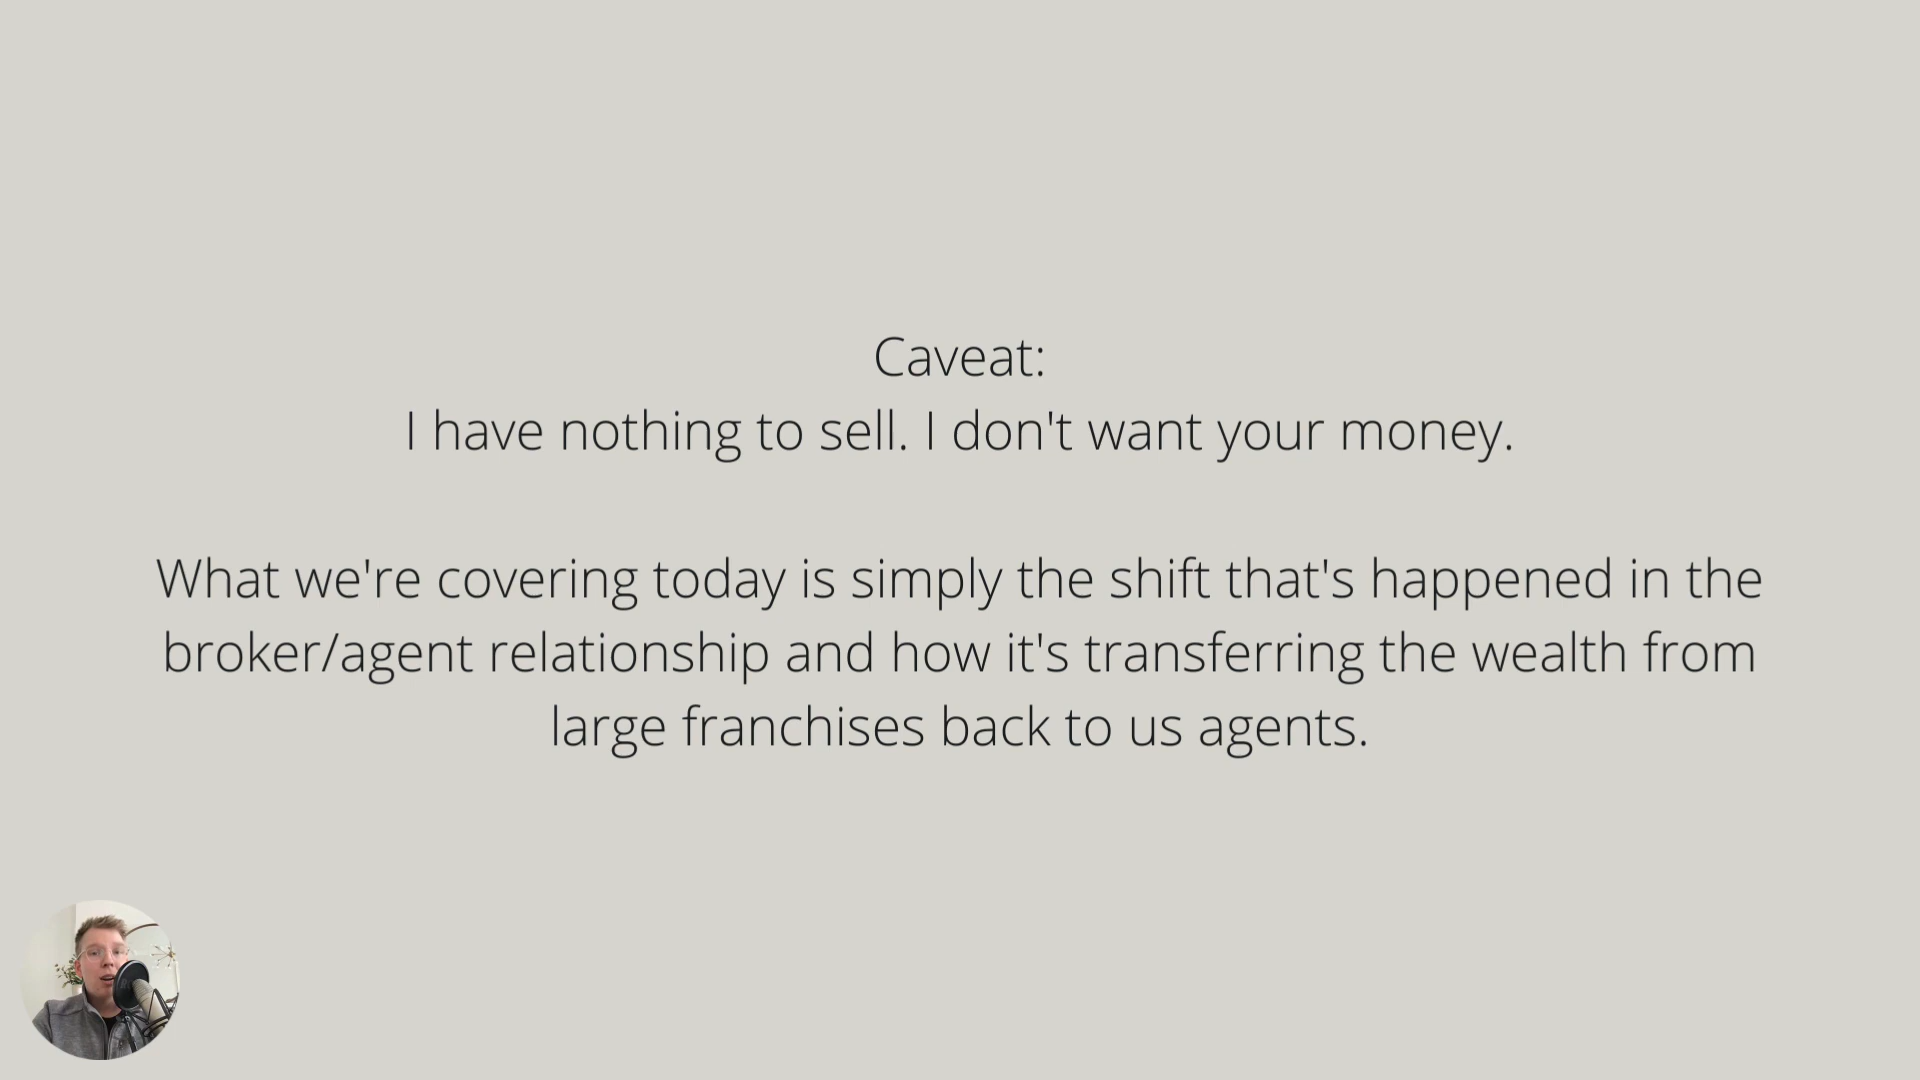 Caveat:
I have nothing to sell. I don't want your money.
What we're covering today is simply the shift that's happened in the
broker/agent relationship and how it's transferring the wealth from
large franchises back to us agents.